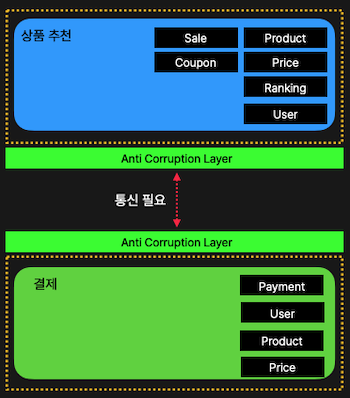 상품 추천
Sale Product
Coupon Price
Ranking
User
Anti Corruption Layer
통신 필요
Anti Corruption Layer
결제
Payment
User
Product
Price